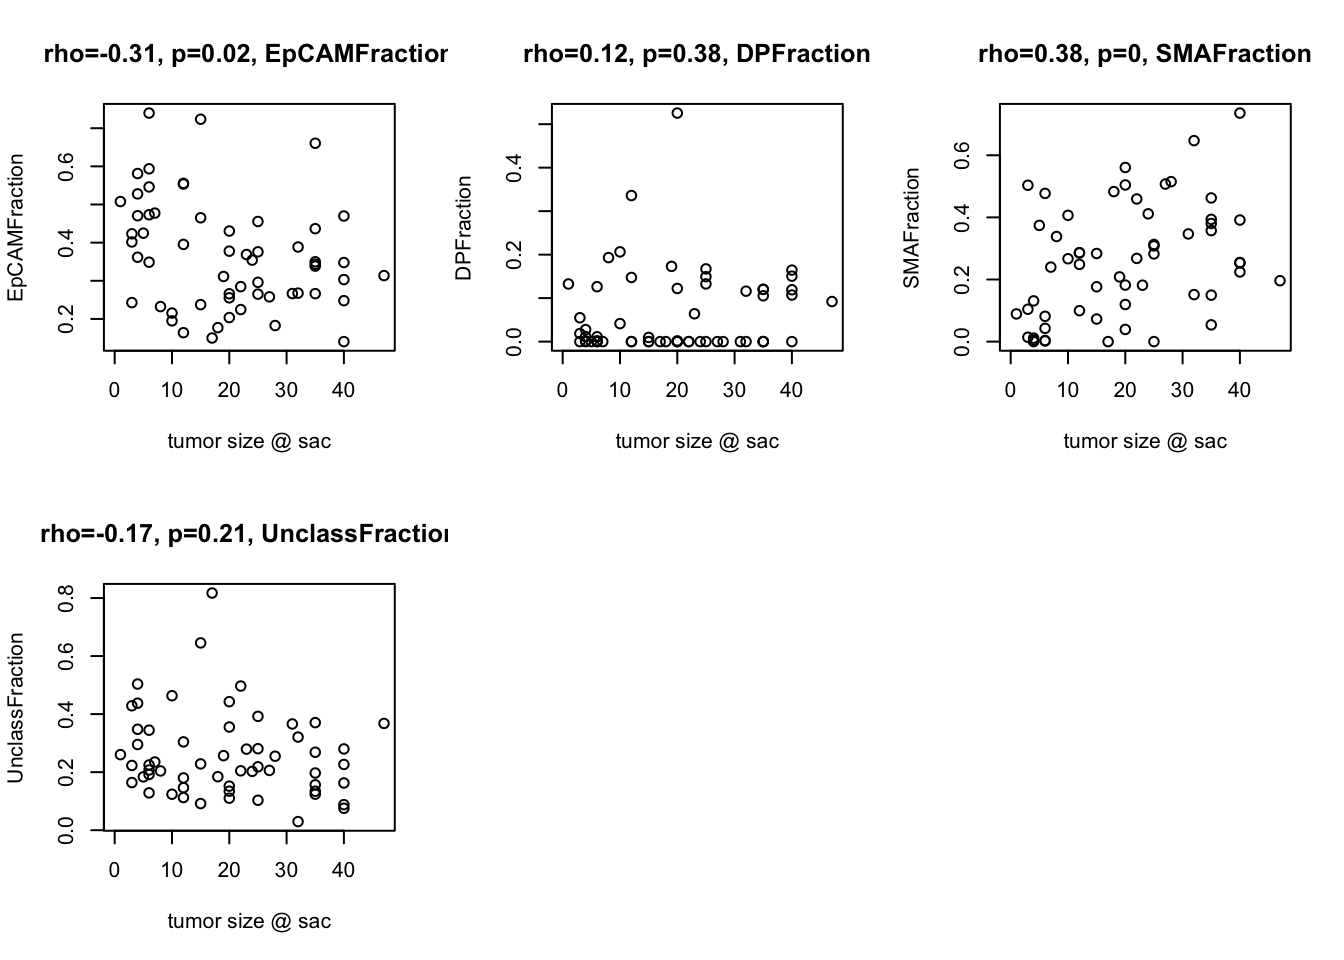 rho=-0.31, p=0.02, EpCAMFraction
EpCAMFraction
0.6
0.4
0.2
0 10 20 30 40
tumor size @ sac
rho=0.12, p=0.38, DPFraction
DPFraction
0.4
0.2
0.0
0 10 20 30 40
tumor size @ sac
rho=0.38, p=0, SMAFraction
SMAFraction
0.6
0.4
0.2
0.0
0 10 20 30 40
tumor size @ sac
rho=-0.17, p=0.21, UnclassFraction
UnclassFraction
0.8
0.6
0.4
0.2
0.0
0 10 20 30 40
tumor size @ sac